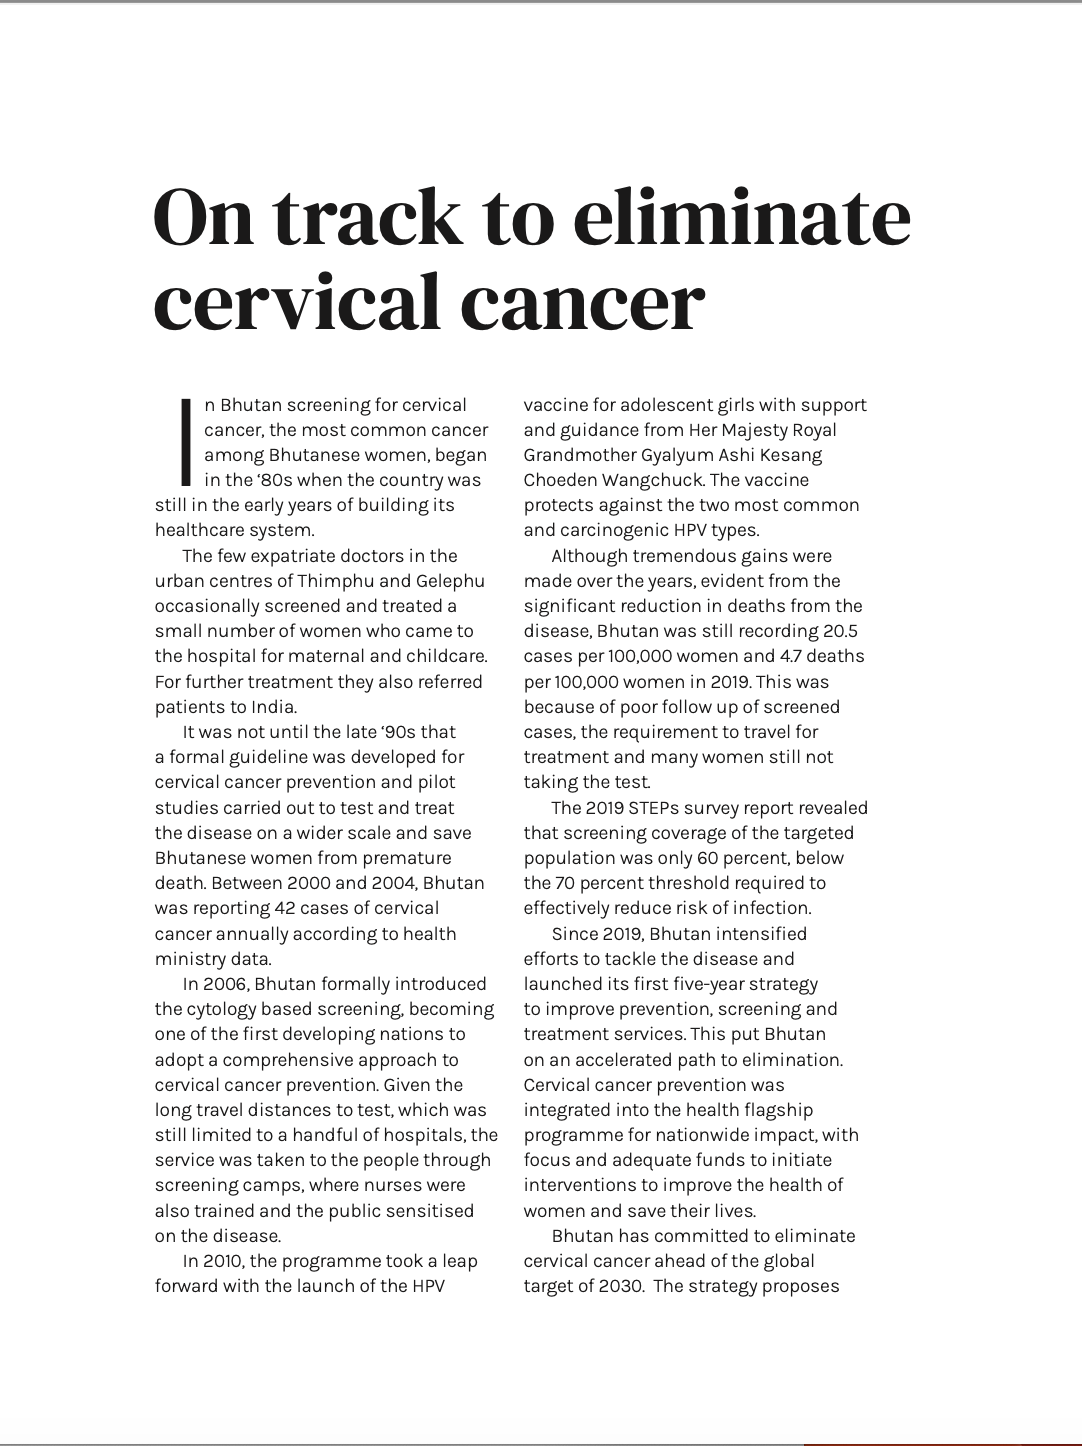 On track to eliminate
cervical cancer
In Bhutan screening for cervical
cancer, the most common cancer
among Bhutanese women, began
in the ‘80s when the country was
still in the early years of building its
healthcare system.
The few expatriate doctors in the
urban centres of Thimphu and Gelephu
occasionally screened and treated a
small number of women who came to
the hospital for maternal and childcare.
For further treatment they also referred
patients to India.
It was not until the late ‘90s that
a formal guideline was developed for
cervical cancer prevention and pilot
studies carried out to test and treat
the disease on a wider scale and save
Bhutanese women from premature
death. Between 2000 and 2004, Bhutan
was reporting 42 cases of cervical
cancer annually according to health
ministry data.
In 2006, Bhutan formally introduced
the cytology based screening, becoming
one of the first developing nations to
adopt a comprehensive approach to
cervical cancer prevention. Given the
long travel distances to test, which was
still limited to a handful of hospitals, the
service was taken to the people through
screening camps, where nurses were
also trained and the public sensitised
on the disease.
In 2010, the programme took a leap
forward with the launch of the HPV
vaccine for adolescent girls with support
and guidance from Her Majesty Royal
Grandmother Gyalyum Ashi Kesang
Choeden Wangchuck. The vaccine
protects against the two most common
and carcinogenic HPV types.
Although tremendous gains were
made over the years, evident from the
significant reduction in deaths from the
disease, Bhutan was still recording 20.5
cases per 100,000 women and 4.7 deaths
per 100,000 women in 2019. This was
because of poor follow up of screened
cases, the requirement to travel for
treatment and many women still not
taking the test.
The 2019 STEPs survey report revealed
that screening coverage of the targeted
population was only 60 percent, below
the 70 percent threshold required to
effectively reduce risk of infection.
Since 2019, Bhutan intensified
efforts to tackle the disease and
launched its first five-year strategy
to improve prevention, screening and
treatment services. This put Bhutan
on an accelerated path to elimination.
Cervical cancer prevention was
integrated into the health flagship
programme for nationwide impact, with
focus and adequate funds to initiate
interventions to improve the health of
women and save their lives.
Bhutan has committed to eliminate
cervical cancer ahead of the global
target of 2030.  The strategy proposes